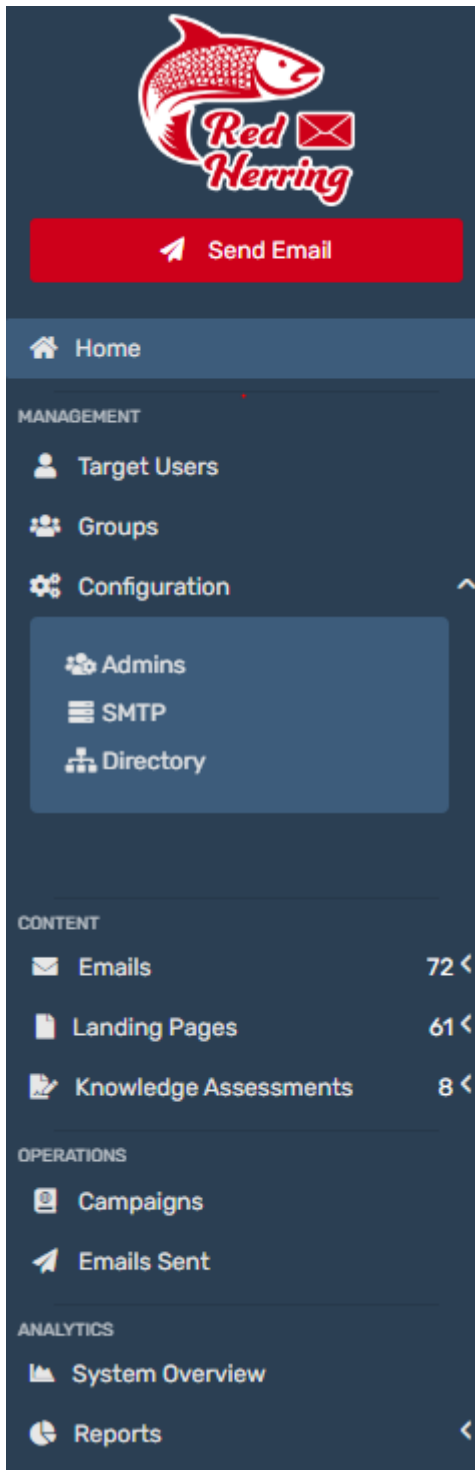 Red
Herring
Send Email
Home
MANAGEMENT
Target Users
Groups
Configuration
Admins
SMTP
Directory
CONTENT
Emails 72
Landing Pages 61
Knowledge Assessments 8
OPERATIONS
Campaigns
Emails Sent
ANALYTICS
System Overview
Reports